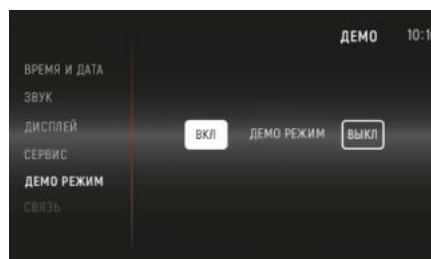 ДЕМО 10:1
ВРЕМЯ И ДАТА
ЗВУК
ДИСПЛЕЙ
ВКЛ ДЕМО РЕЖИМ ВЫКЛ
СЕРВИС
ДЕМО РЕЖИМ
СВЯЗЬ